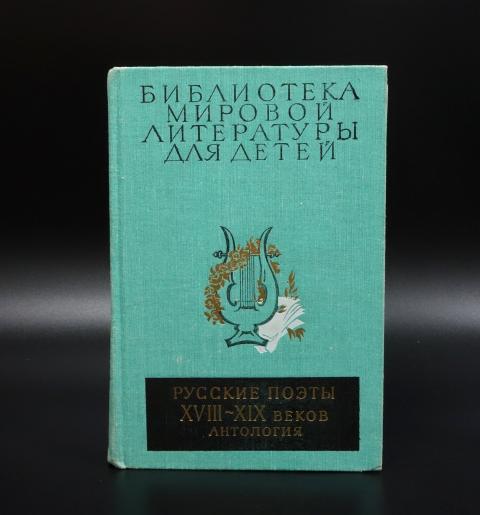 БИБЛИОТЕКА
МИРОВОЙ
ЛИТЕРАТУРЫ
ДЛЯ ДЕТЕЙ
РУССКИЕ ПОЭТЫ
XVIII~XIX ВЕКОВ
АНТОЛОГИЯ